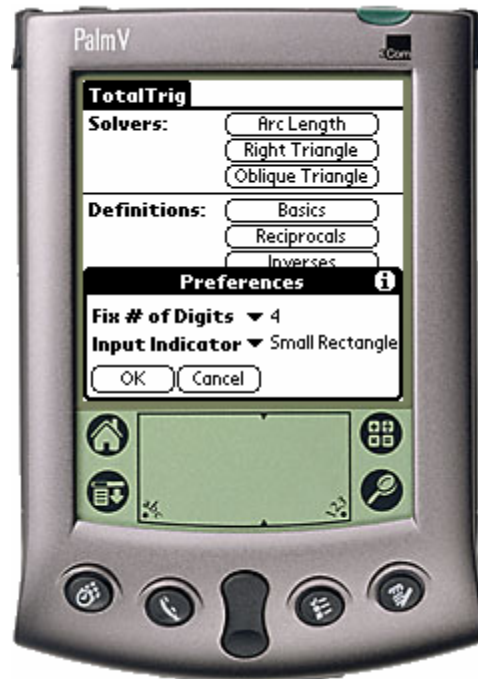 Palm V
3Com
TotalTrig
Solvers: Arc Length
Right Triangle
Oblique Triangle
Definitions: Basics
Reciprocals
Inverses
Preferences i
Fix # of Digits 4
Input Indicator Small Rectangle
OK Cancel